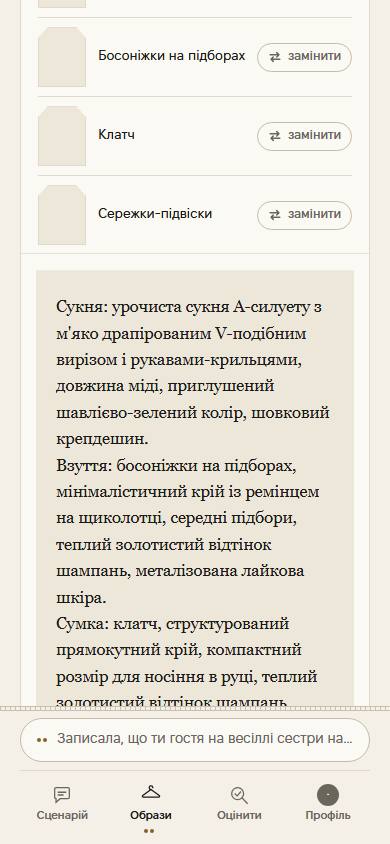 Босоніжки на підборах
замінити
Клатч
замінити
Сережки-підвіски
замінити
Сукня: урочиста сукня А-силуету з
м'яко драпірованим V-подібним
вирізом і рукавами-крильцями,
довжина міді, приглушений
шавлієво-зелений колір, шовковий
крепдешин.
Взуття: босоніжки на підборах,
мінімалістичний крій із ремінцем
на щиколотці, середні підбори,
теплий золотистий відтінок
шампань, металізована лайкова
шкіра.
Сумка: клатч, структурований
прямокутний крій, компактний
розмір для носіння в руці, теплий
золотистий відтінок шампань,
Записала, що ти гостя на весіллі сестри на...
Сценарій
Образи
Оцінити
Профіль